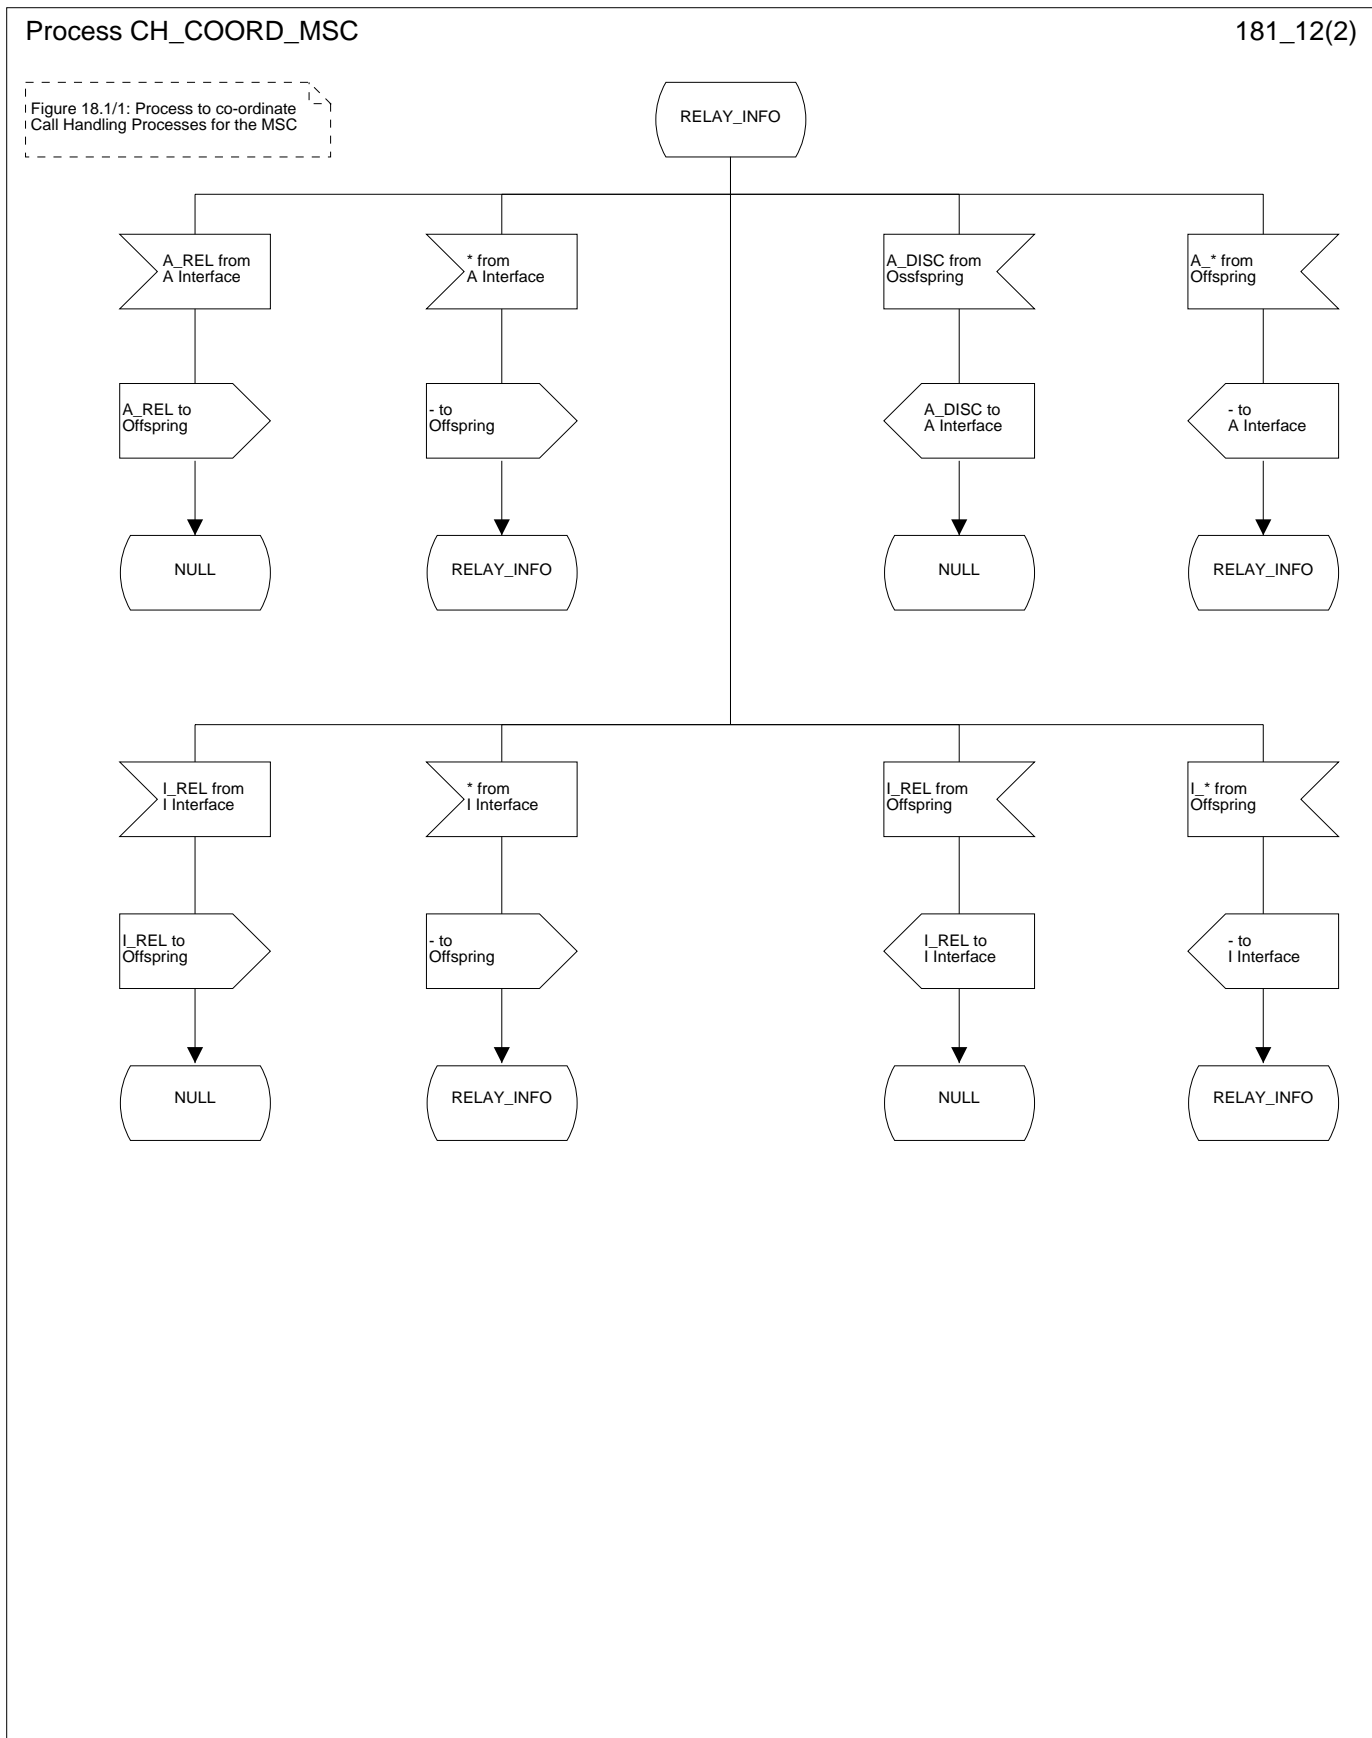 Process CH_COORD_MSC
181_12(2)
Figure 18.1/1: Process to co-ordinate
Call Handling Processes for the MSC
RELAY_INFO
A_REL from
A Interface
* from
A Interface
A_DISC from
Ossfspring
A_* from
Offspring
A_REL to
Offspring
- to
Offspring
A_DISC to
A Interface
- to
A Interface
NULL
RELAY_INFO
NULL
RELAY_INFO
I_REL from
I Interface
* from
I Interface
I_REL from
Offspring
I_* from
Offspring
I_REL to
Offspring
- to
Offspring
I_REL to
I Interface
- to
I Interface
NULL
RELAY_INFO
NULL
RELAY_INFO